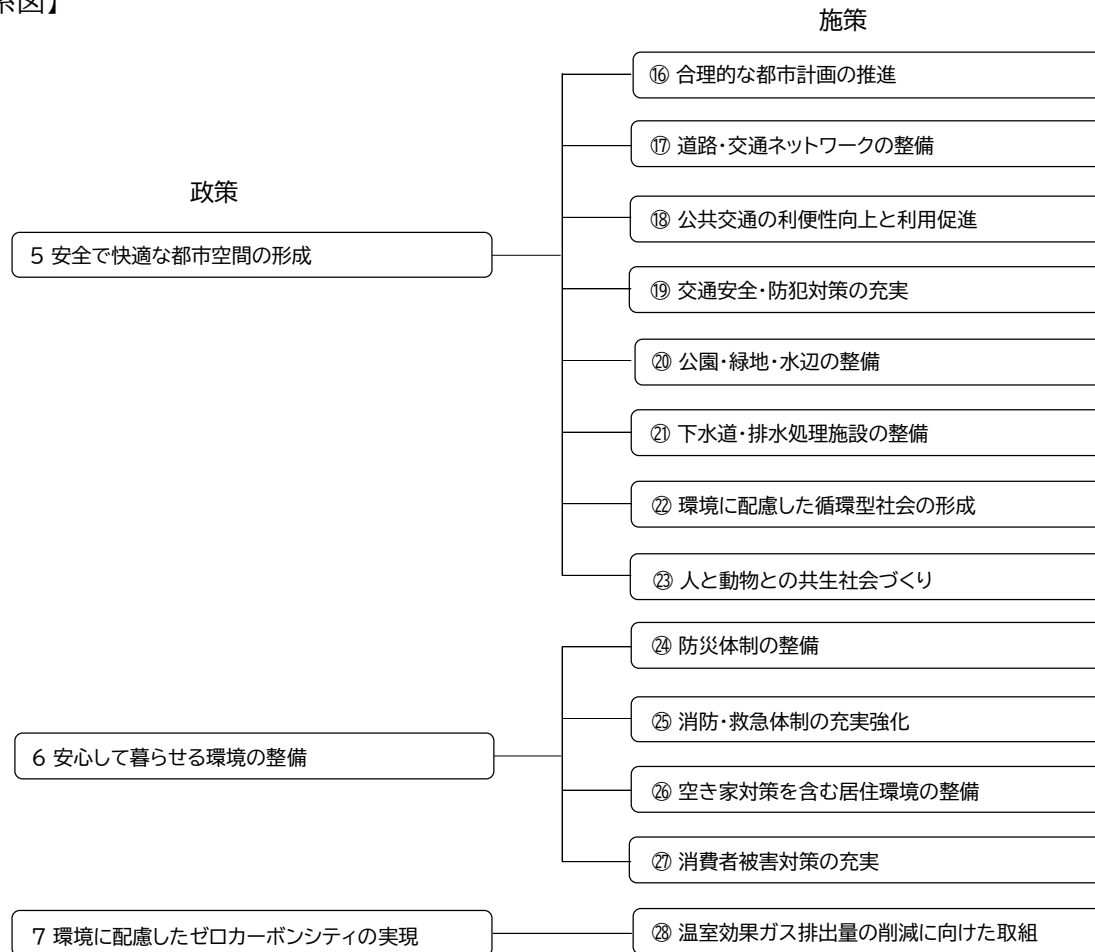 系図】
施策
政策
5 安全で快適な都市空間の形成
⑯ 合理的な都市計画の推進
⑰ 道路・交通ネットワークの整備
⑱ 公共交通の利便性向上と利用促進
⑲ 交通安全・防犯対策の充実
⑳ 公園・緑地・水辺の整備
㉑ 下水道・排水処理施設の整備
㉒ 環境に配慮した循環型社会の形成
㉓ 人と動物との共生社会づくり
6 安心して暮らせる環境の整備
㉔ 防災体制の整備
㉕ 消防・救急体制の充実強化
㉖ 空き家対策を含む居住環境の整備
㉗ 消費者被害対策の充実
7 環境に配慮したゼロカーボンシティの実現
㉘ 温室効果ガス排出量の削減に向けた取組